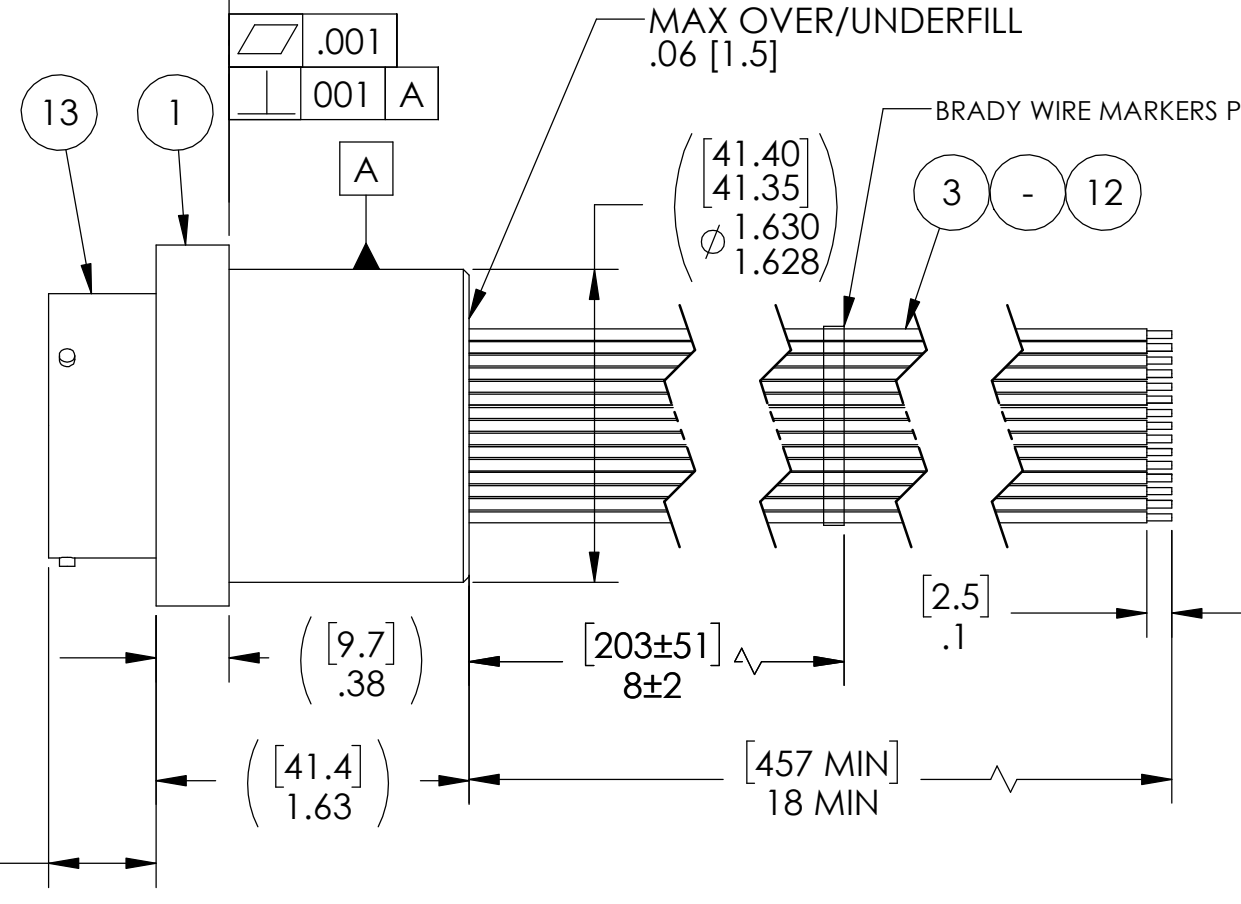 .001
001 A
MAX OVER/UNDERFILL
.06 [1.5]
13
1
A
BRADY WIRE MARKERS P
[41.40
41.35]
⌀ 1.630
1.628
3 - 12
[2.5]
.1
([9.7]
.38)
[203±51]
8±2
([41.4]
1.63)
[457 MIN]
18 MIN